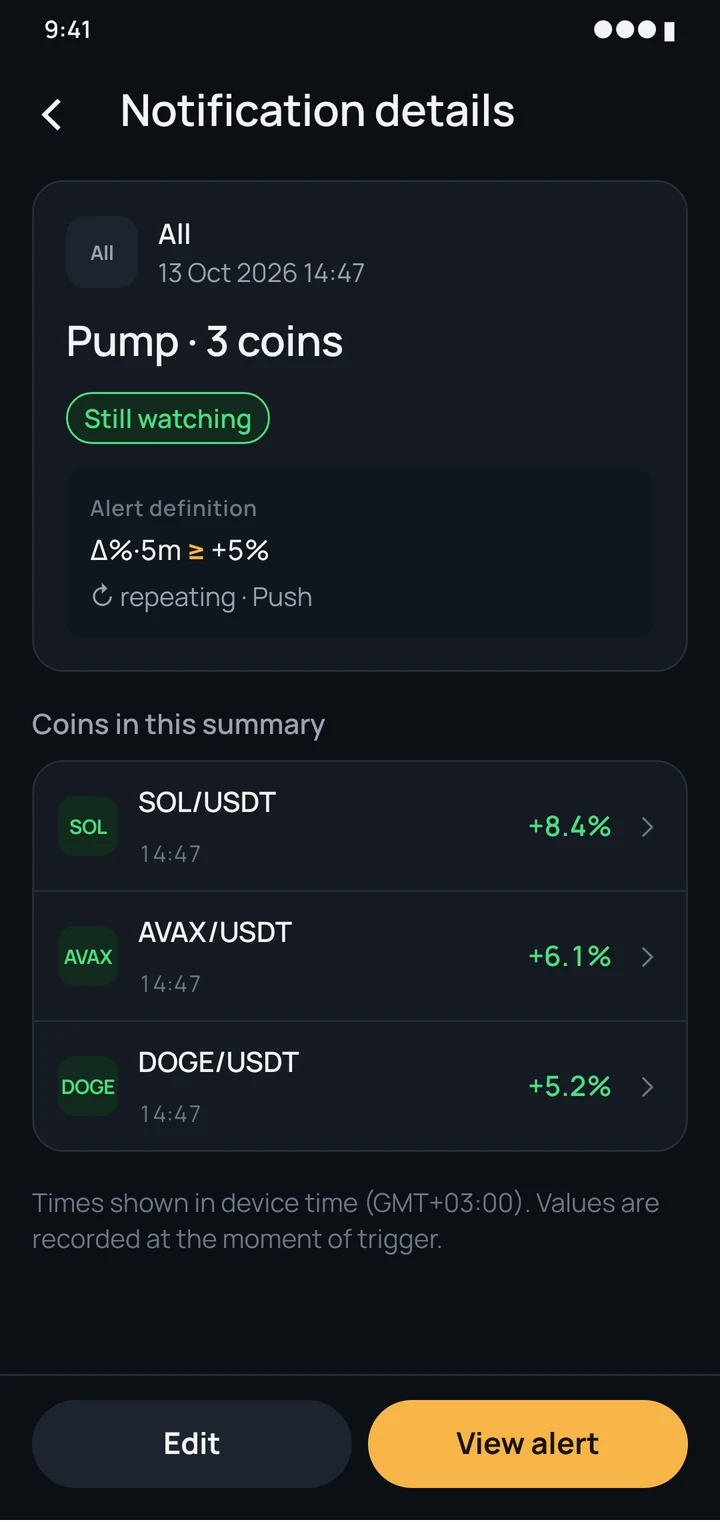 9:41
Notification details
All
All
13 Oct 2026 14:47
Pump · 3 coins
Still watching
Alert definition
Δ%·5m ≥ +5%
↻ repeating · Push
Coins in this summary
SOL
SOL/USDT
14:47
+8.4%
AVAX
AVAX/USDT
14:47
+6.1%
DOGE
DOGE/USDT
14:47
+5.2%
Times shown in device time (GMT+03:00). Values are
recorded at the moment of trigger.
Edit
View alert